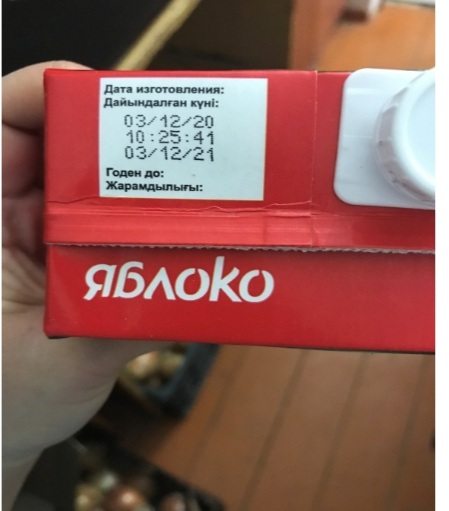 Дата изготовления:
Дайындалған күні:
03/12/20
10:25:41
03/12/21
Годен до:
Жарамдылығы:
яблоко